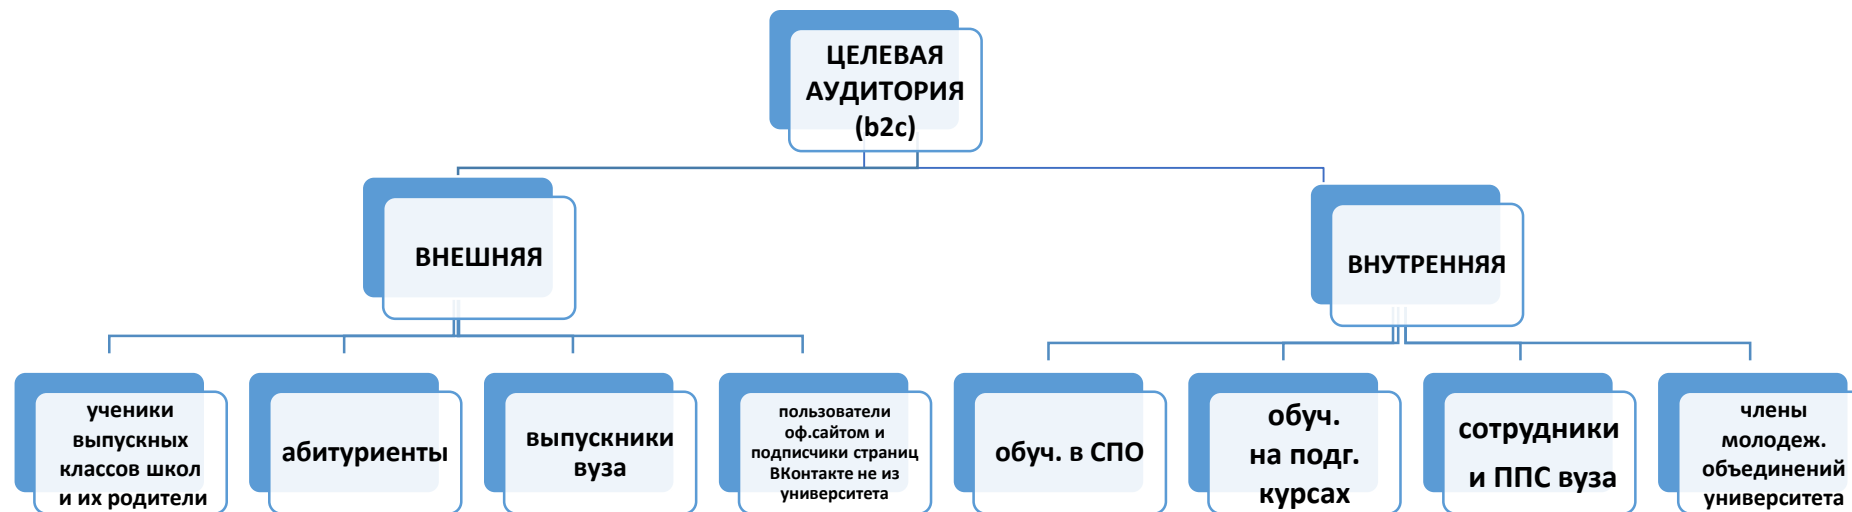 ЦЕЛЕВАЯ
АУДИТОРИЯ
(b2c)
ВНЕШНЯЯ
ВНУТРЕННЯЯ
ученики
выпускных
классов школ
и их родители
абитуриенты
выпускники
вуза
пользователи
оф.сайтом и
подписчики страниц
ВКонтакте не из
университета
обуч. в СПО
обуч.
на подг.
курсах
сотрудники
и ППС вуза
члены
молодеж.
объединений
университета